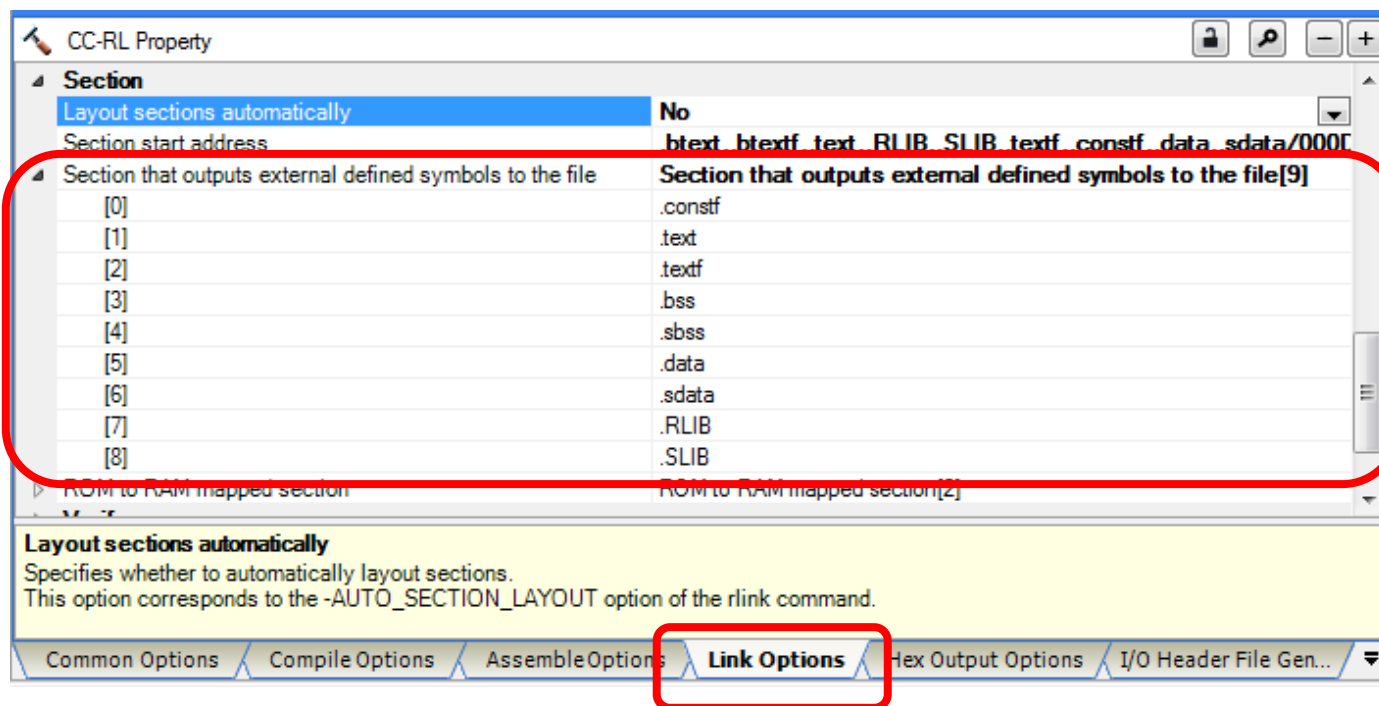 CC-RL Property
Section
Layout sections automatically No
Section start address .btext,.btextf,.text,.RLIB,.SLIB,.textf,.constf,.data,.sdata/000D
Section that outputs external defined symbols to the file Section that outputs external defined symbols to the file[9]
[0] .constf
[1] .text
[2] .textf
[3] .bss
[4] .sbss
[5] .data
[6] .sdata
[7] .RLIB
[8] .SLIB
ROM to RAM mapped section ROM to RAM mapped section[2]
Layout sections automatically
Specifies whether to automatically layout sections.
This option corresponds to the -AUTO_SECTION_LAYOUT option of the rlink command.
Common Options Compile Options Assemble Options Link Options Hex Output Options I/O Header File Gen...